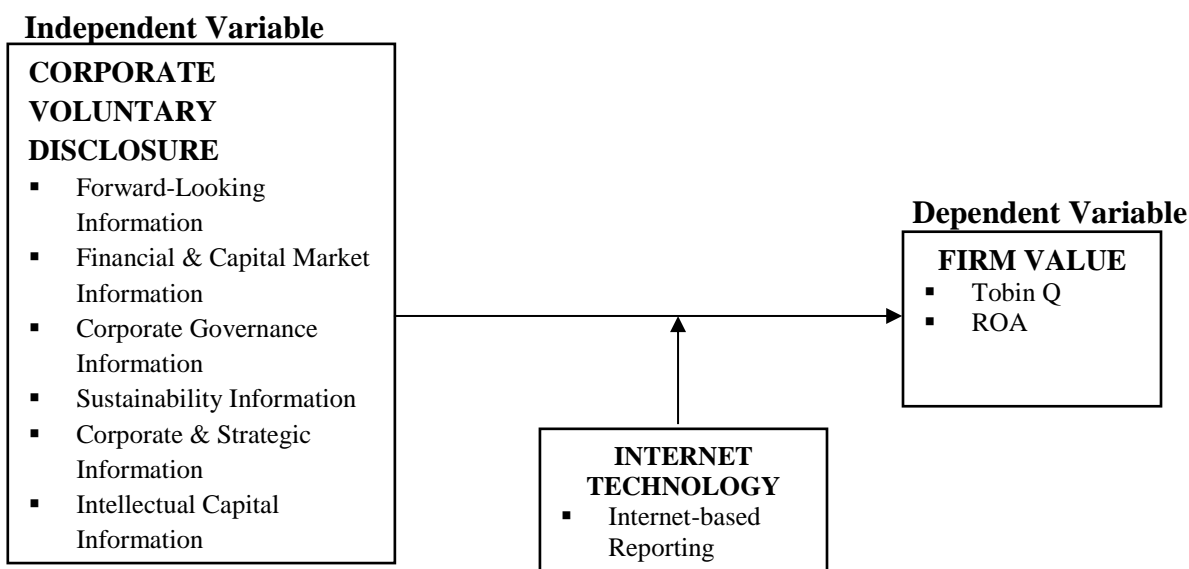 Independent Variable
CORPORATE
VOLUNTARY
DISCLOSURE
▪ Forward-Looking
Information
▪ Financial & Capital Market
Information
▪ Corporate Governance
Information
▪ Sustainability Information
▪ Corporate & Strategic
Information
▪ Intellectual Capital
Information
Dependent Variable
FIRM VALUE
▪ Tobin Q
▪ ROA
INTERNET
TECHNOLOGY
▪ Internet-based
Reporting